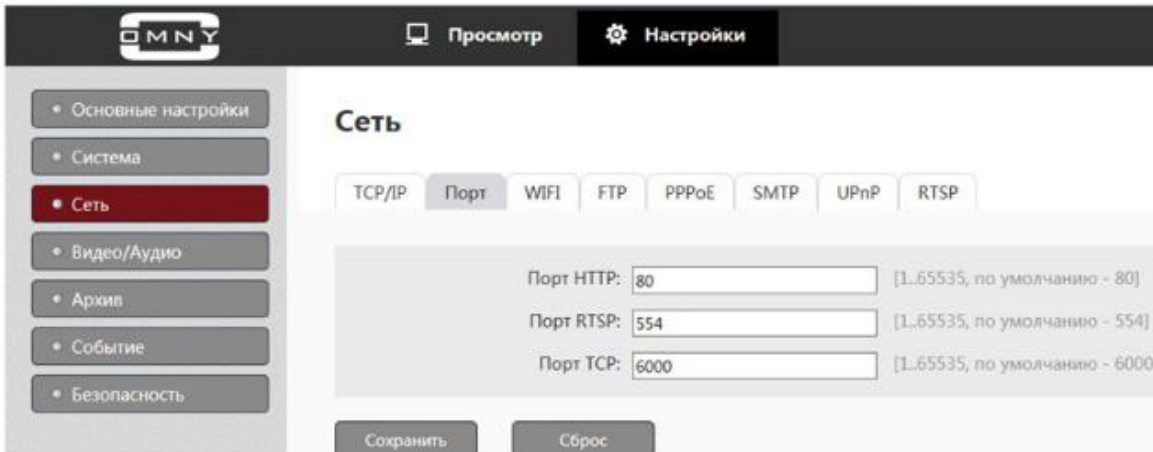 OMNY
Просмотр
Настройки
Основные настройки
Система
Сеть
Видео/Аудио
Архив
Событие
Безопасность
Сеть
TCP/IP Порт WIFI FTP PPPoE SMTP UPnP RTSP
Порт HTTP: 80 [1..65535, по умолчанию - 80]
Порт RTSP: 554 [1..65535, по умолчанию - 554]
Порт TCP: 6000 [1..65535, по умолчанию - 6000
Сохранить Сброс